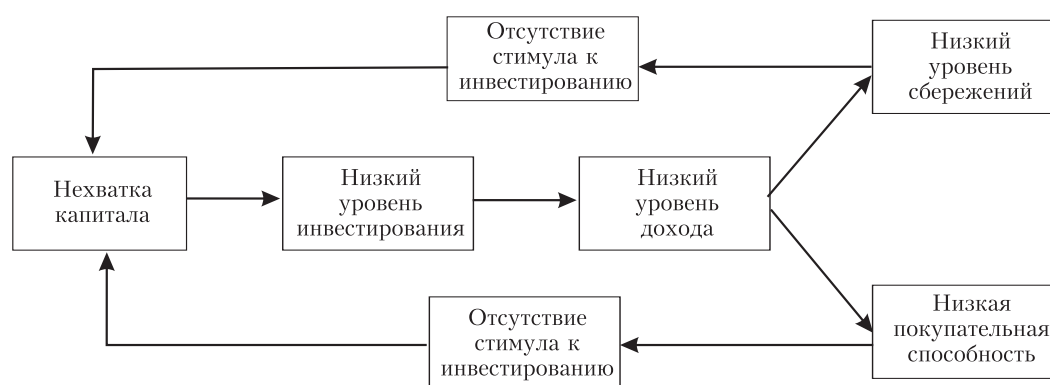 Отсутствие
стимула к
инвестированию
Низкий
уровень
сбережений
Нехватка
капитала
Низкий
уровень
инвестирования
Низкий
уровень
дохода
Отсутствие
стимула к
инвестированию
Низкая
покупательная
способность